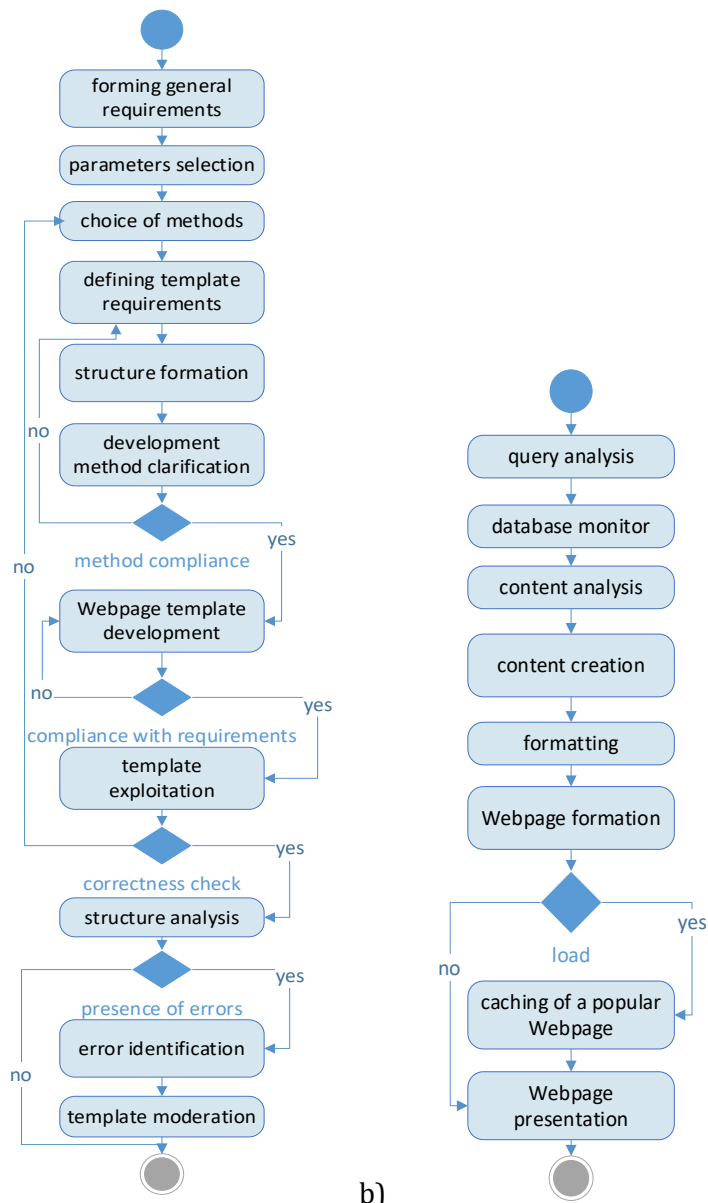 forming general
requirements
parameters selection
choice of methods
defining template
requirements
structure formation
no
development
method clarification
yes
method compliance
no
Webpage template
development
no
yes
compliance with requirements
template
exploitation
yes
correctness check
structure analysis
yes
presence of errors
error identification
no
template moderation
query analysis
database monitor
content analysis
content creation
formatting
Webpage formation
yes
load
no
caching of a popular
Webpage
Webpage
presentation
b)